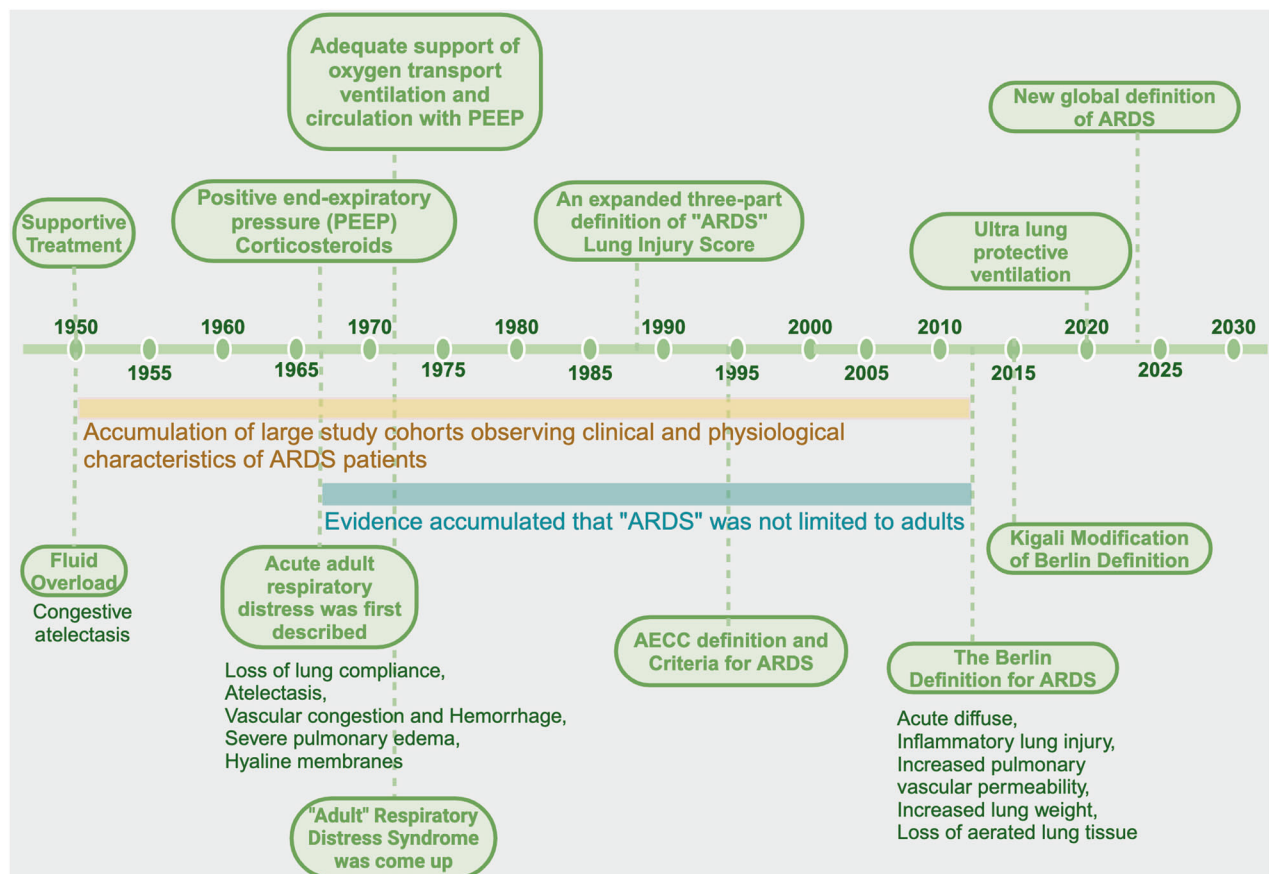 Adequate support of
oxygen transport
ventilation and
circulation with PEEP
New global definition
of ARDS
Positive end-expiratory
pressure (PEEP)
Corticosteroids
An expanded three-part
definition of "ARDS"
Lung Injury Score
Supportive
Treatment
Ultra lung
protective
ventilation
1950
1960
1970
1980
1990
2000
2010
2020
2030
1955
1965
1975
1985
1995
2005
2015
2025
Accumulation of large study cohorts observing clinical and physiological
characteristics of ARDS patients
Evidence accumulated that "ARDS" was not limited to adults
Fluid
Overload
Congestive
atelectasis
Acute adult
respiratory
distress was first
described
Loss of lung compliance,
Atelectasis,
Vascular congestion and Hemorrhage,
Severe pulmonary edema,
Hyaline membranes
"Adult" Respiratory
Distress Syndrome
was come up
AECC definition and
Criteria for ARDS
Kigali Modification
of Berlin Definition
The Berlin
Definition for ARDS
Acute diffuse,
Inflammatory lung injury,
Increased pulmonary
vascular permeability,
Increased lung weight,
Loss of aerated lung tissue